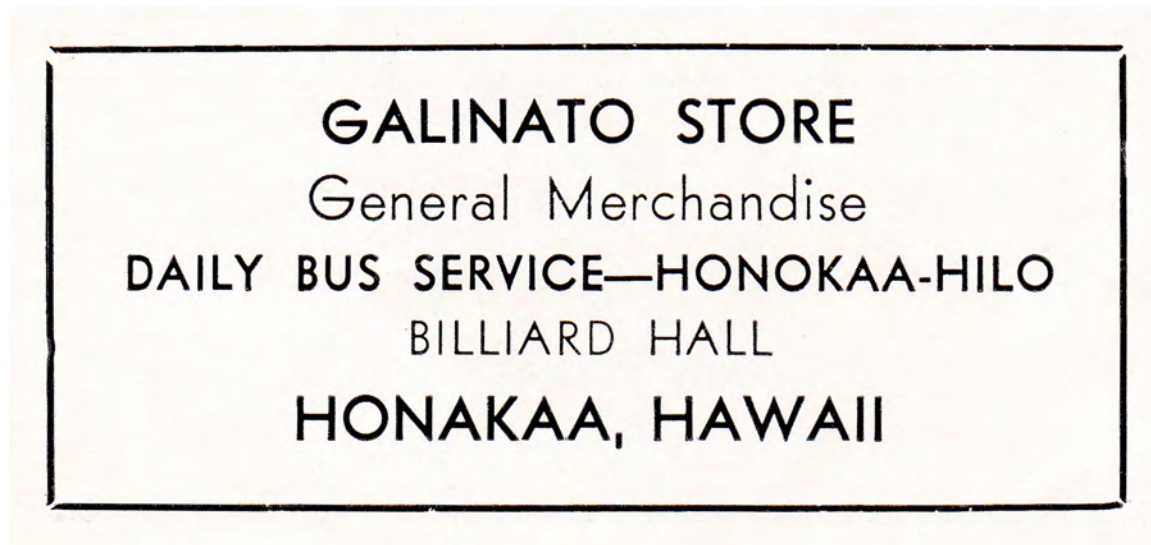 GALINATO STORE
General Merchandise
DAILY BUS SERVICE—HONOKAA-HILO
BILLIARD HALL
HONAKAA, HAWAII